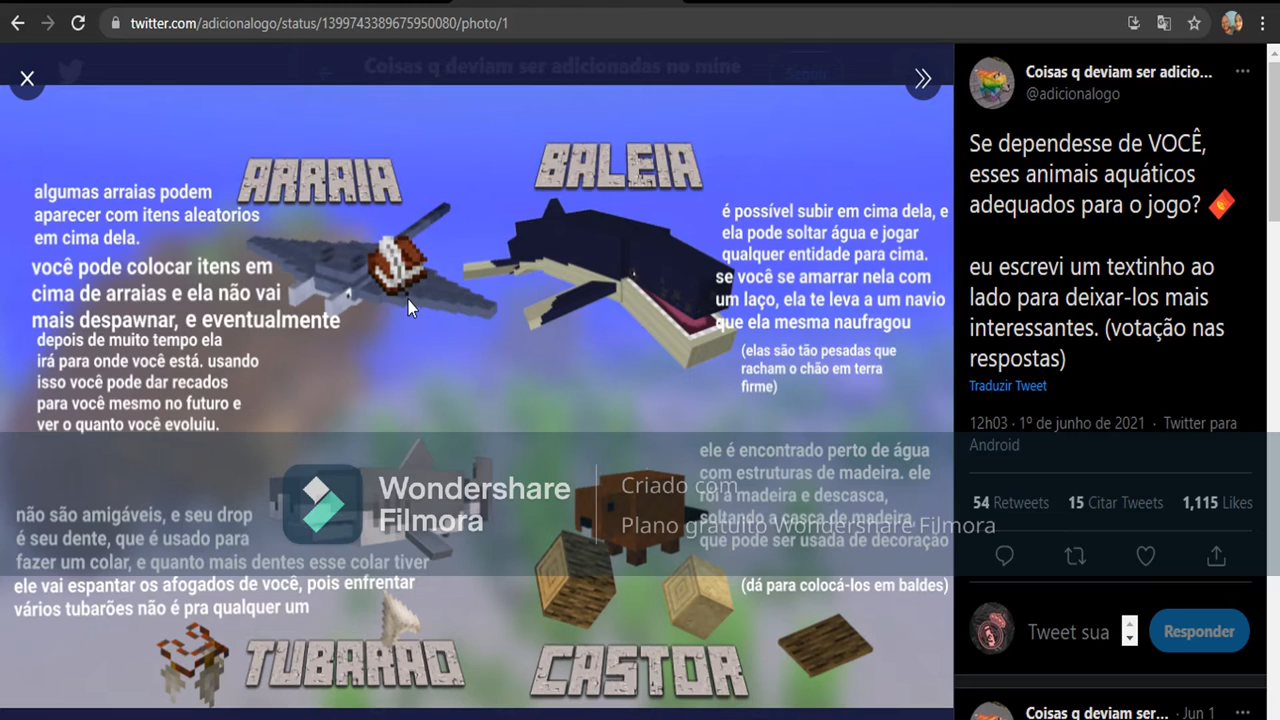 twitter.com/adicionalogo/status/1399743389675950080/photo/1
Coisas q deviam ser adicionadas no mine
Seguir
ARRAIA
algumas arraias podem
aparecer com itens aleatorios
em cima dela.
você pode colocar itens em
cima de arraias e ela não vai
mais despawnar, e eventualmente
depois de muito tempo ela
irá para onde você está. usando
isso você pode dar recados
para você mesmo no futuro e
ver o quanto você evoluiu.
BALEIA
é possível subir em cima dela, e
ela pode soltar água e jogar
qualquer entidade para cima.
se você se amarrar nela com
um laço, ela te leva a um navio
que ela mesma naufragou
(elas são tão pesadas que
racham o chão em terra
firme)
não são amigáveis, e seu drop
é seu dente, que é usado para
fazer um colar, e quanto mais dentes esse colar tiver
ele vai espantar os afogados de você, pois enfrentar
vários tubarões não é pra qualquer um
TUBARAO
ele é encontrado perto de água
com estruturas de madeira. ele
rói a madeira e descasca,
soltando a casca de madeira,
que pode ser usada de decoração
(dá para colocá-los em baldes)
CASTOR
Wondershare
Filmora
Criado com
Plano gratuito Wondershare Filmora
Coisas q deviam ser adicio...
@adicionalogo
Se dependesse de VOCÊ,
esses animais aquáticos
adequados para o jogo?
eu escrevi um textinho ao
lado para deixar-los mais
interessantes. (votação nas
respostas)
Traduzir Tweet
12h03 · 1º de junho de 2021 · Twitter para
Android
54 Retweets 15 Citar Tweets 1,115 Likes
Tweet sua
Responder
Coisas q deviam ser... · Jun 1